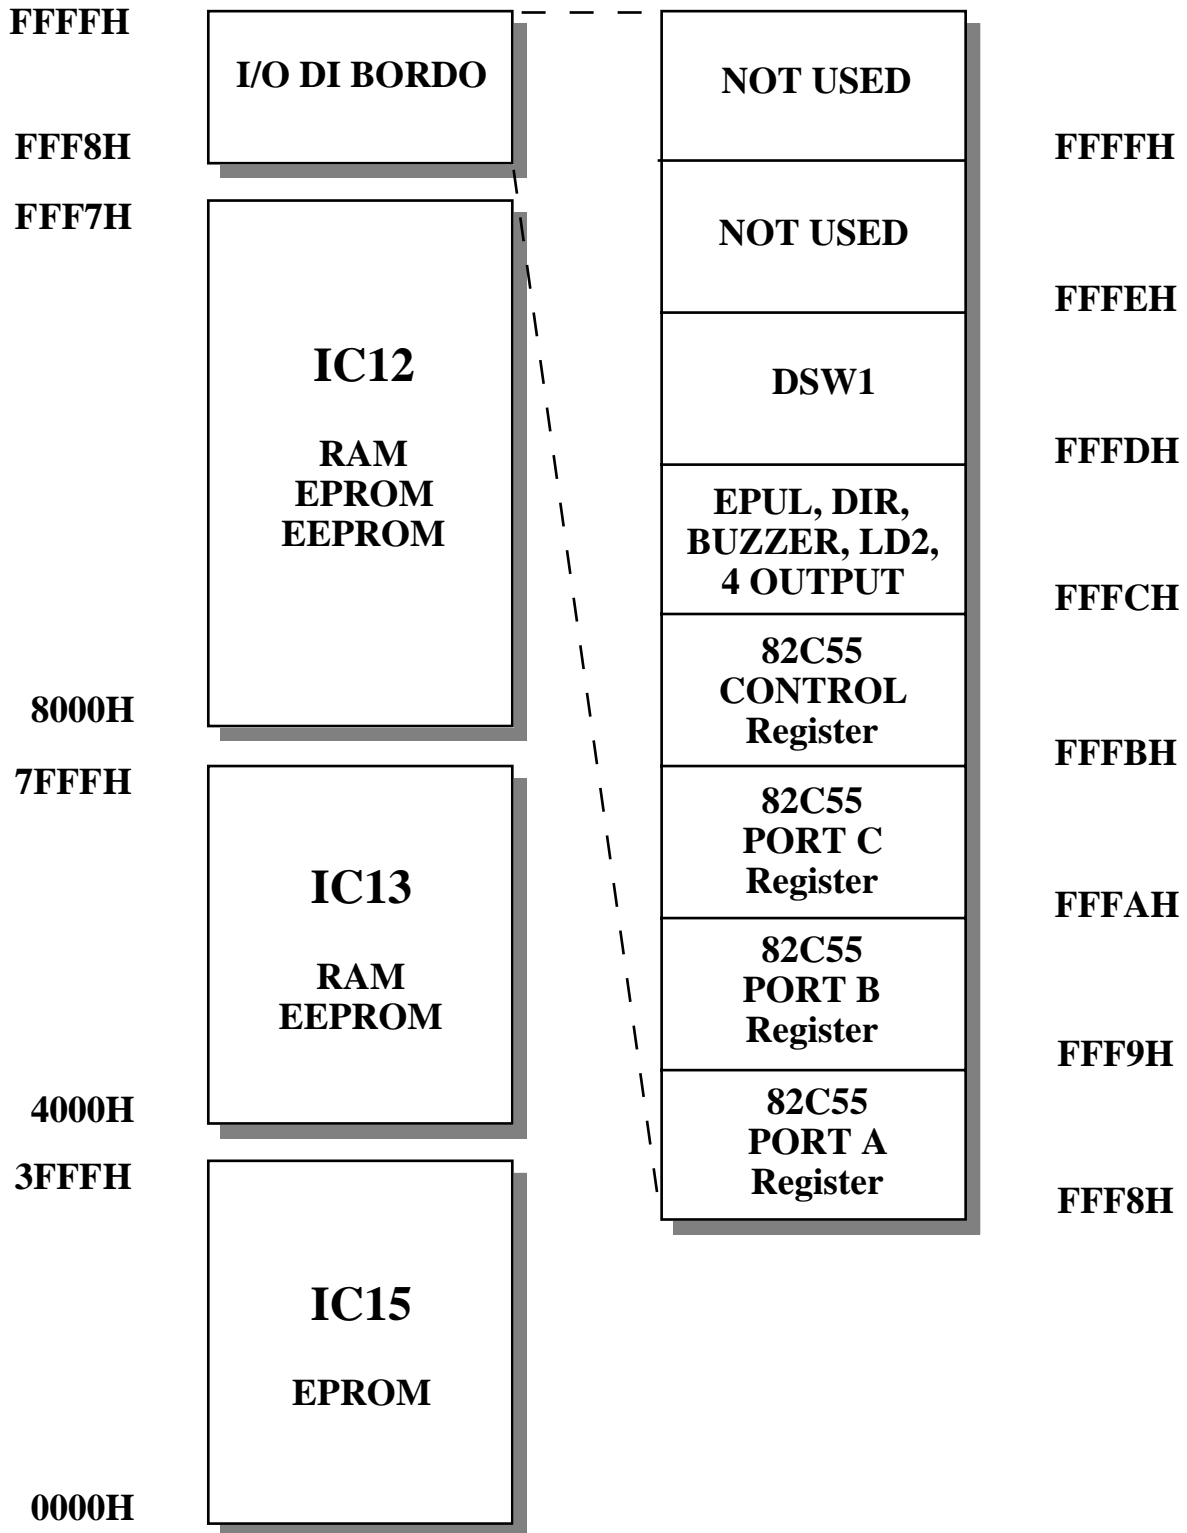 FFFFH
I/O DI BORDO
FFF8H
FFF7H
IC12
RAM
EPROM
EEPROM
8000H
7FFFH
IC13
RAM
EEPROM
4000H
3FFFH
IC15
EPROM
0000H
NOT USED
FFFFH
NOT USED
FFFEH
DSW1
FFFDH
EPUL, DIR,
BUZZER, LD2,
4 OUTPUT
FFFCH
82C55
CONTROL
Register
FFFBH
82C55
PORT C
Register
FFFAH
82C55
PORT B
Register
FFF9H
82C55
PORT A
Register
FFF8H